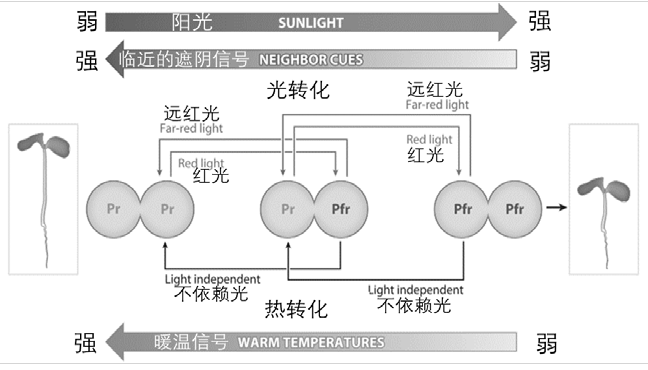 弱 阳光 SUNLIGHT 强
强 临近的遮阴信号 NEIGHBOR CUES 弱
光转化
远红光 远红光
Far-red light Far-red light
Red light Red light
红光 红光
Pr Pr Pr Pfr Pfr Pfr
Light independent Light independent
不依赖光 不依赖光
热转化
强 暖温信号 WARM TEMPERATURES 弱